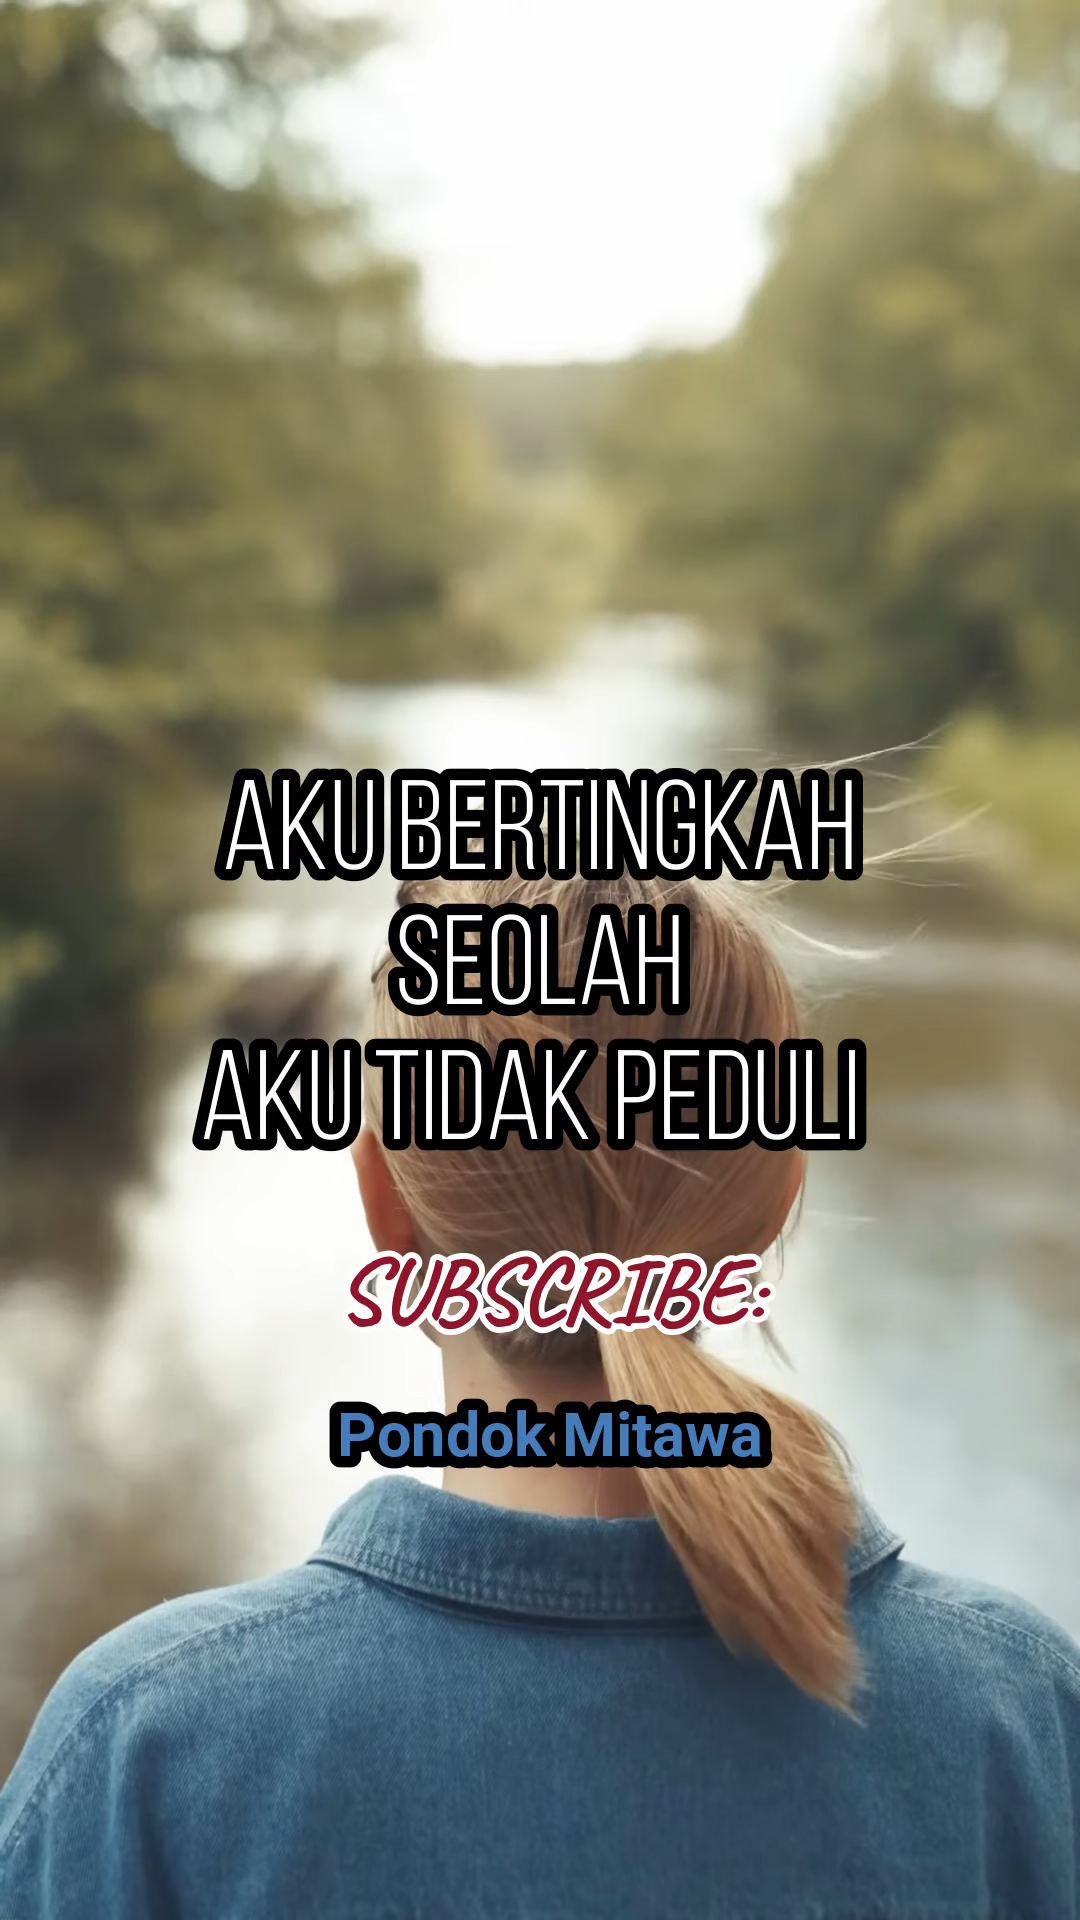 AKU BERTINGKAH
SEOLAH
AKU TIDAK PEDULI
SUBSCRIBE:
Pondok Mitawa